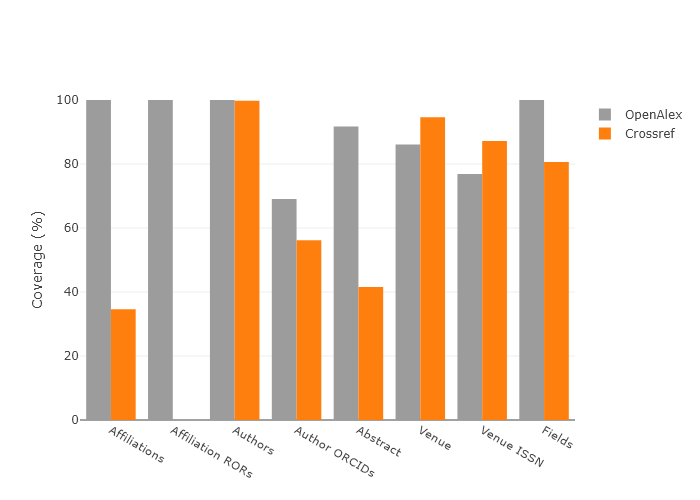 100
80
60
40
20
0
Coverage (%)
Affiliations
Affiliation RORs
Authors
Author ORCIDs
Abstract
Venue
Venue ISSN
Fields
OpenAlex
Crossref